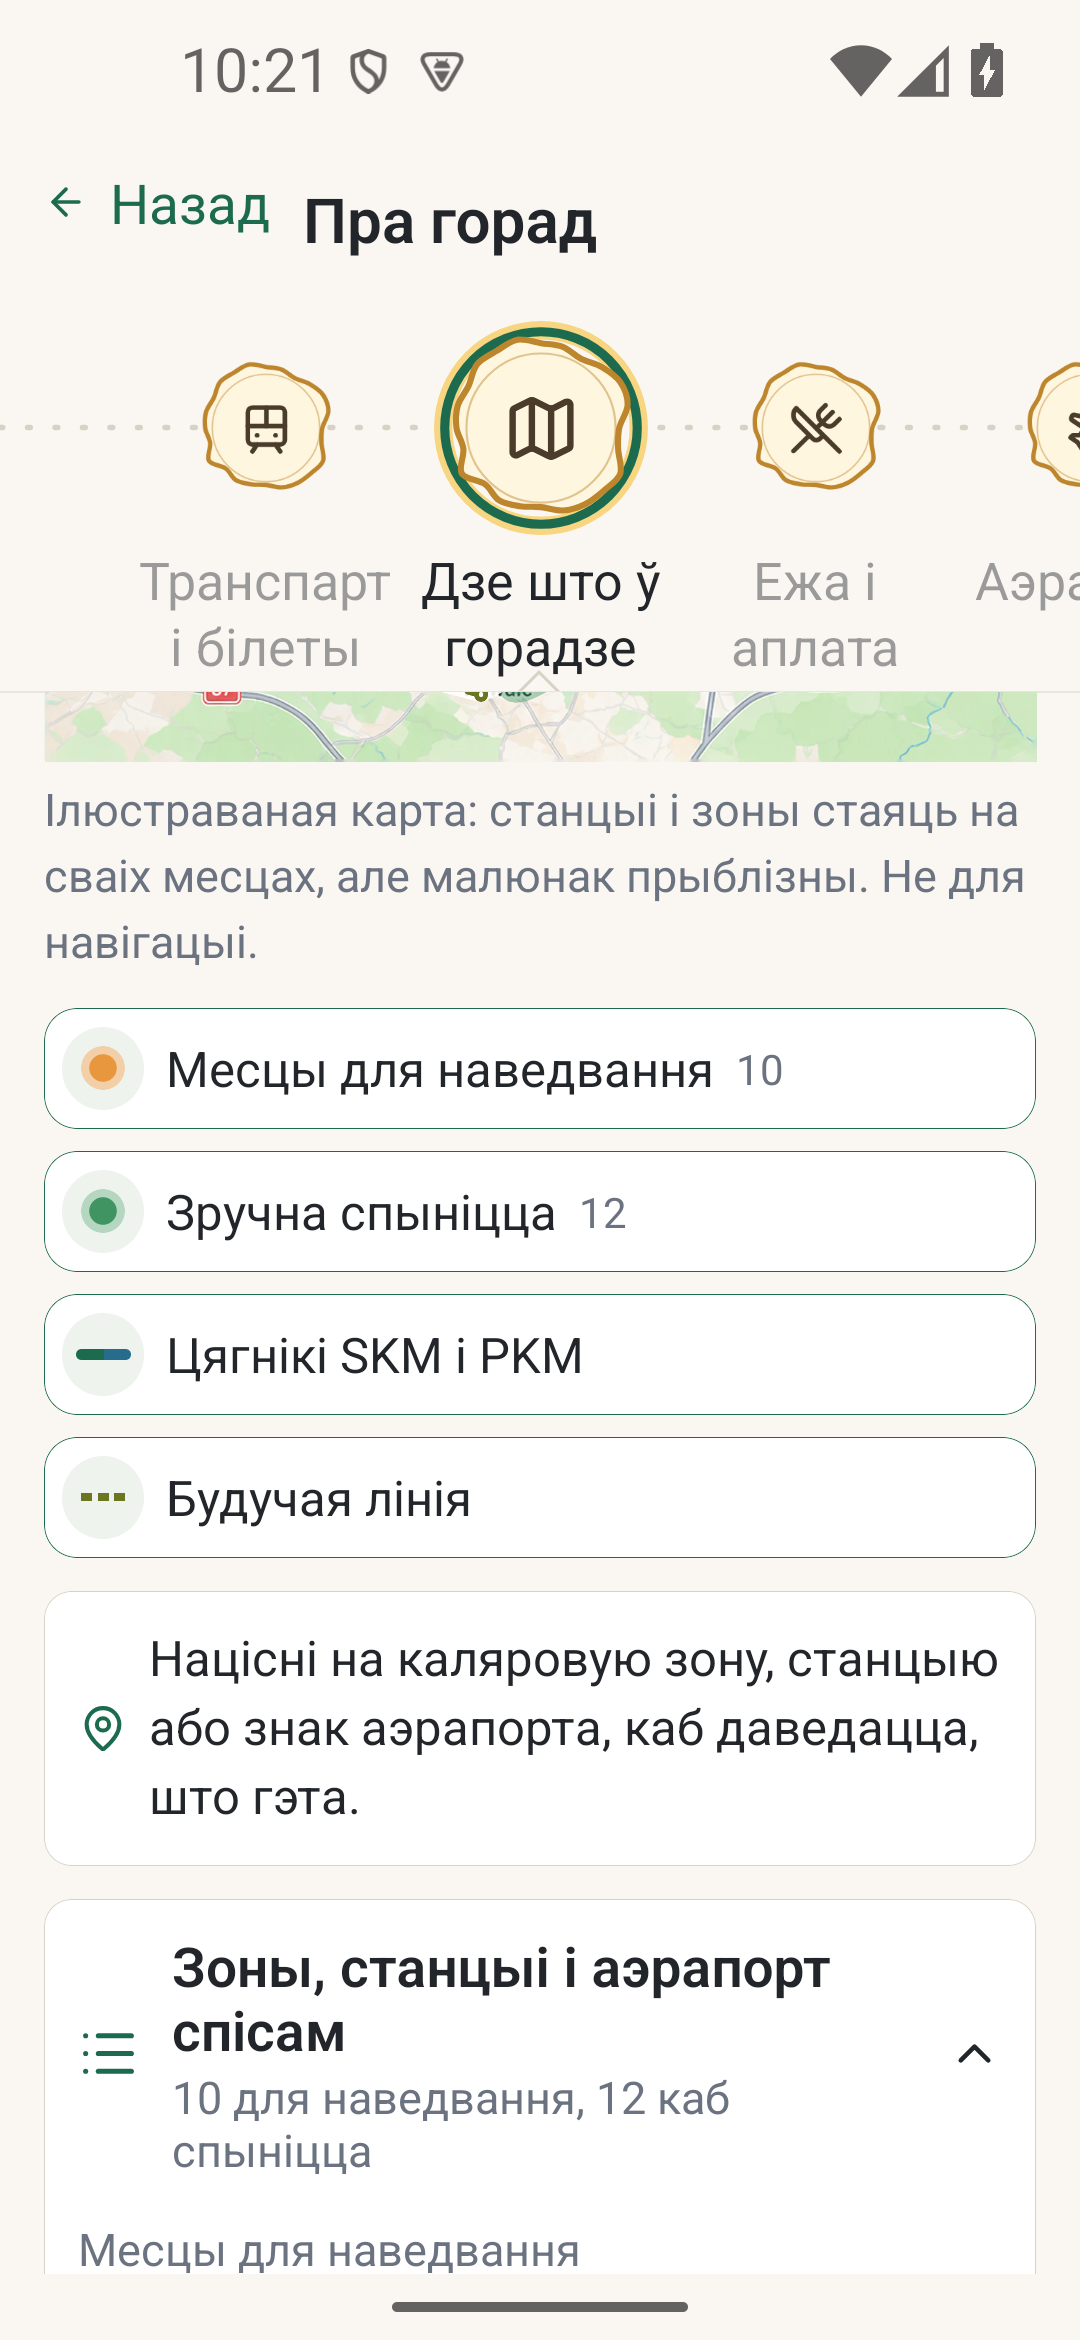 10:21
Назад
Пра горад
Транспарт
і білеты
Дзе што ў
горадзе
Ежа і
аплата
Ілюстраваная карта: станцыі і зоны стаяць на
сваіх месцах, але малюнак прыблізны. Не для
навігацыі.
Месцы для наведвання 10
Зручна спыніцца 12
Цягнікі SKM і PKM
Будучая лінія
Націсні на каляровую зону, станцыю
або знак аэрапорта, каб даведацца,
што гэта.
Зоны, станцыі і аэрапорт
спісам
10 для наведвання, 12 каб
спыніцца
Месцы для наведвання